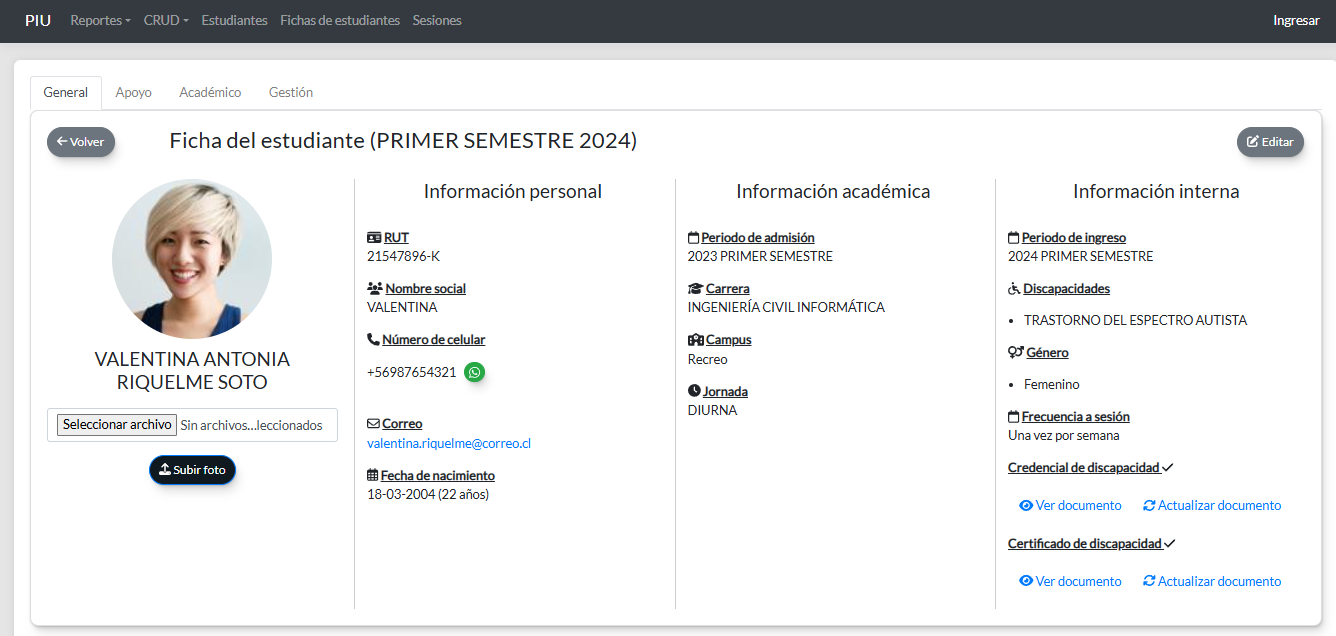 PIU Reportes CRUD Estudiantes Fichas de estudiantes Sesiones Ingresar
General Apoyo Académico Gestión
Volver Ficha del estudiante (PRIMER SEMESTRE 2024) Editar
VALENTINA ANTONIA
RIQUELME SOTO
Seleccionar archivo Sin archivos...leccionados
Subir foto
Información personal
RUT
21547896-K
Nombre social
VALENTINA
Número de celular
+56987654321
Correo
valentina.riquelme@correo.cl
Fecha de nacimiento
18-03-2004 (22 años)
Información académica
Periodo de admisión
2023 PRIMER SEMESTRE
Carrera
INGENIERÍA CIVIL INFORMÁTICA
Campus
Recreo
Jornada
DIURNA
Información interna
Periodo de ingreso
2024 PRIMER SEMESTRE
Discapacidades
• TRASTORNO DEL ESPECTRO AUTISTA
Género
• Femenino
Frecuencia a sesión
Una vez por semana
Credencial de discapacidad ✓
Ver documento Actualizar documento
Certificado de discapacidad ✓
Ver documento Actualizar documento